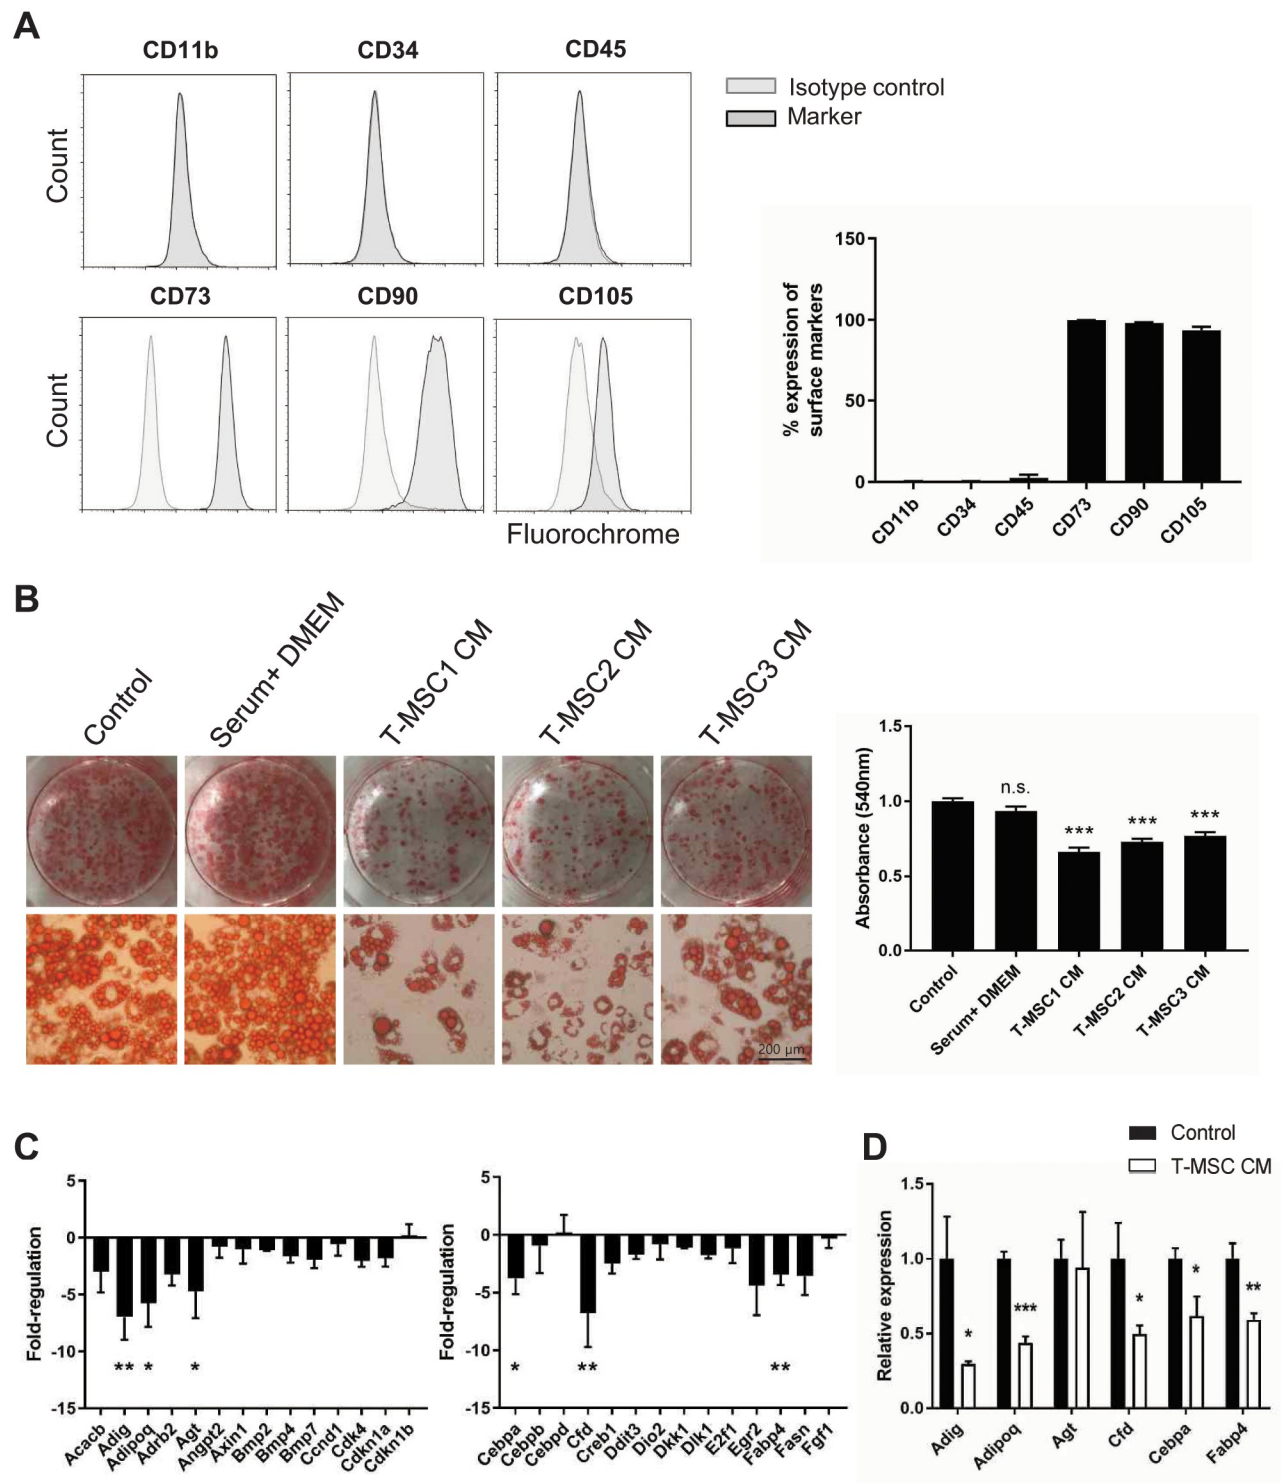 A
CD11b
CD34
CD45
Count
Isotype control
Marker
CD73
CD90
CD105
Count
Fluorochrome
% expression of
surface markers
150
100
50
0
CD11b
CD34
CD45
CD73
CD90
CD105
B
Control
Serum+ DMEM
T-MSC1 CM
T-MSC2 CM
T-MSC3 CM
200 μm
Absorbance (540nm)
1.5
1.0
0.5
0.0
n.s.
***
***
***
Control
Serum+ DMEM
T-MSC1 CM
T-MSC2 CM
T-MSC3 CM
C
Fold-regulation
5
0
-5
-10
-15
**
*
*
Acacb
Adig
Adipoq
Adrb2
Agt
Angpt2
Axin1
Bmp2
Bmp4
Bmp7
Ccnd1
Cdk4
Cdkn1a
Cdkn1b
Fold-regulation
5
0
-5
-10
-15
*
**
**
Cebpa
Cebpb
Cebpd
Cfd
Creb1
Ddit3
Dio2
Dkk1
Dlk1
E2f1
Egr2
Fabp4
Fasn
Fgf1
D
Control
T-MSC CM
Relative expression
1.5
1.0
0.5
0.0
*
***
*
*
**
Adig
Adipoq
Agt
Cfd
Cebpa
Fabp4